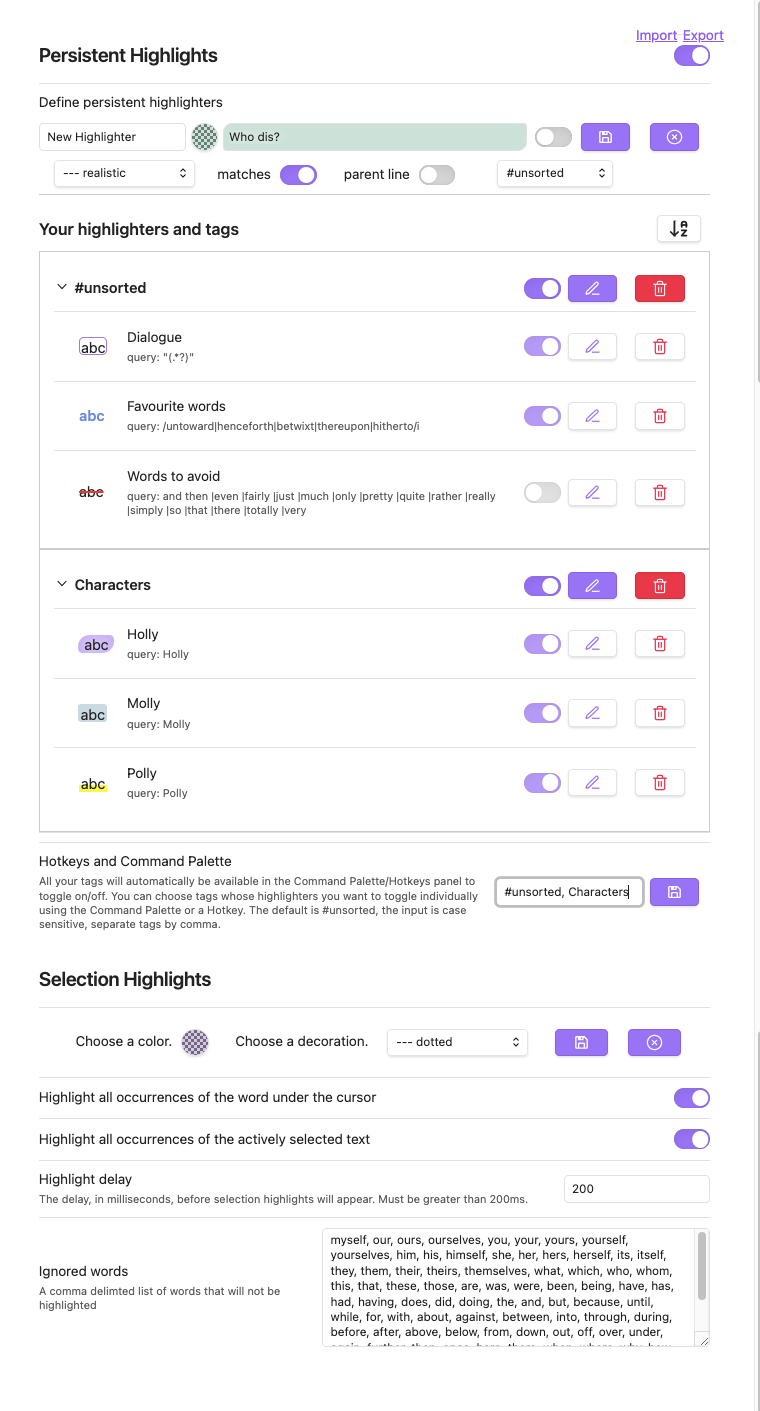 Import Export
Persistent Highlights
Define persistent highlighters
New Highlighter
Who dis?
--- realistic
matches
parent line
#unsorted
Your highlighters and tags
#unsorted
abc
Dialogue
query: "(.*?)"
abc
Favourite words
query: /untoward|henceforth|betwixt|thereupon|hitherto/i
abc
Words to avoid
query: and then |even |fairly |just |much |only |pretty |quite |rather |really
|simply |so |that |there |totally |very
Characters
abc
Holly
query: Holly
abc
Molly
query: Molly
abc
Polly
query: Polly
Hotkeys and Command Palette
All your tags will automatically be available in the Command Palette/Hotkeys panel to
toggle on/off. You can choose tags whose highlighters you want to toggle individually
using the Command Palette or a Hotkey. The default is #unsorted, the input is case
sensitive, separate tags by comma.
#unsorted, Characters
Selection Highlights
Choose a color.
Choose a decoration.
--- dotted
Highlight all occurrences of the word under the cursor
Highlight all occurrences of the actively selected text
Highlight delay
The delay, in milliseconds, before selection highlights will appear. Must be greater than 200ms.
200
Ignored words
A comma delimted list of words that will not be
highlighted
myself, our, ours, ourselves, you, your, yours, yourself,
yourselves, him, his, himself, she, her, hers, herself, its, itself,
they, them, their, theirs, themselves, what, which, who, whom,
this, that, these, those, are, was, were, been, being, have, has,
had, having, does, did, doing, the, and, but, because, until,
while, for, with, about, against, between, into, through, during,
before, after, above, below, from, down, out, off, over, under,